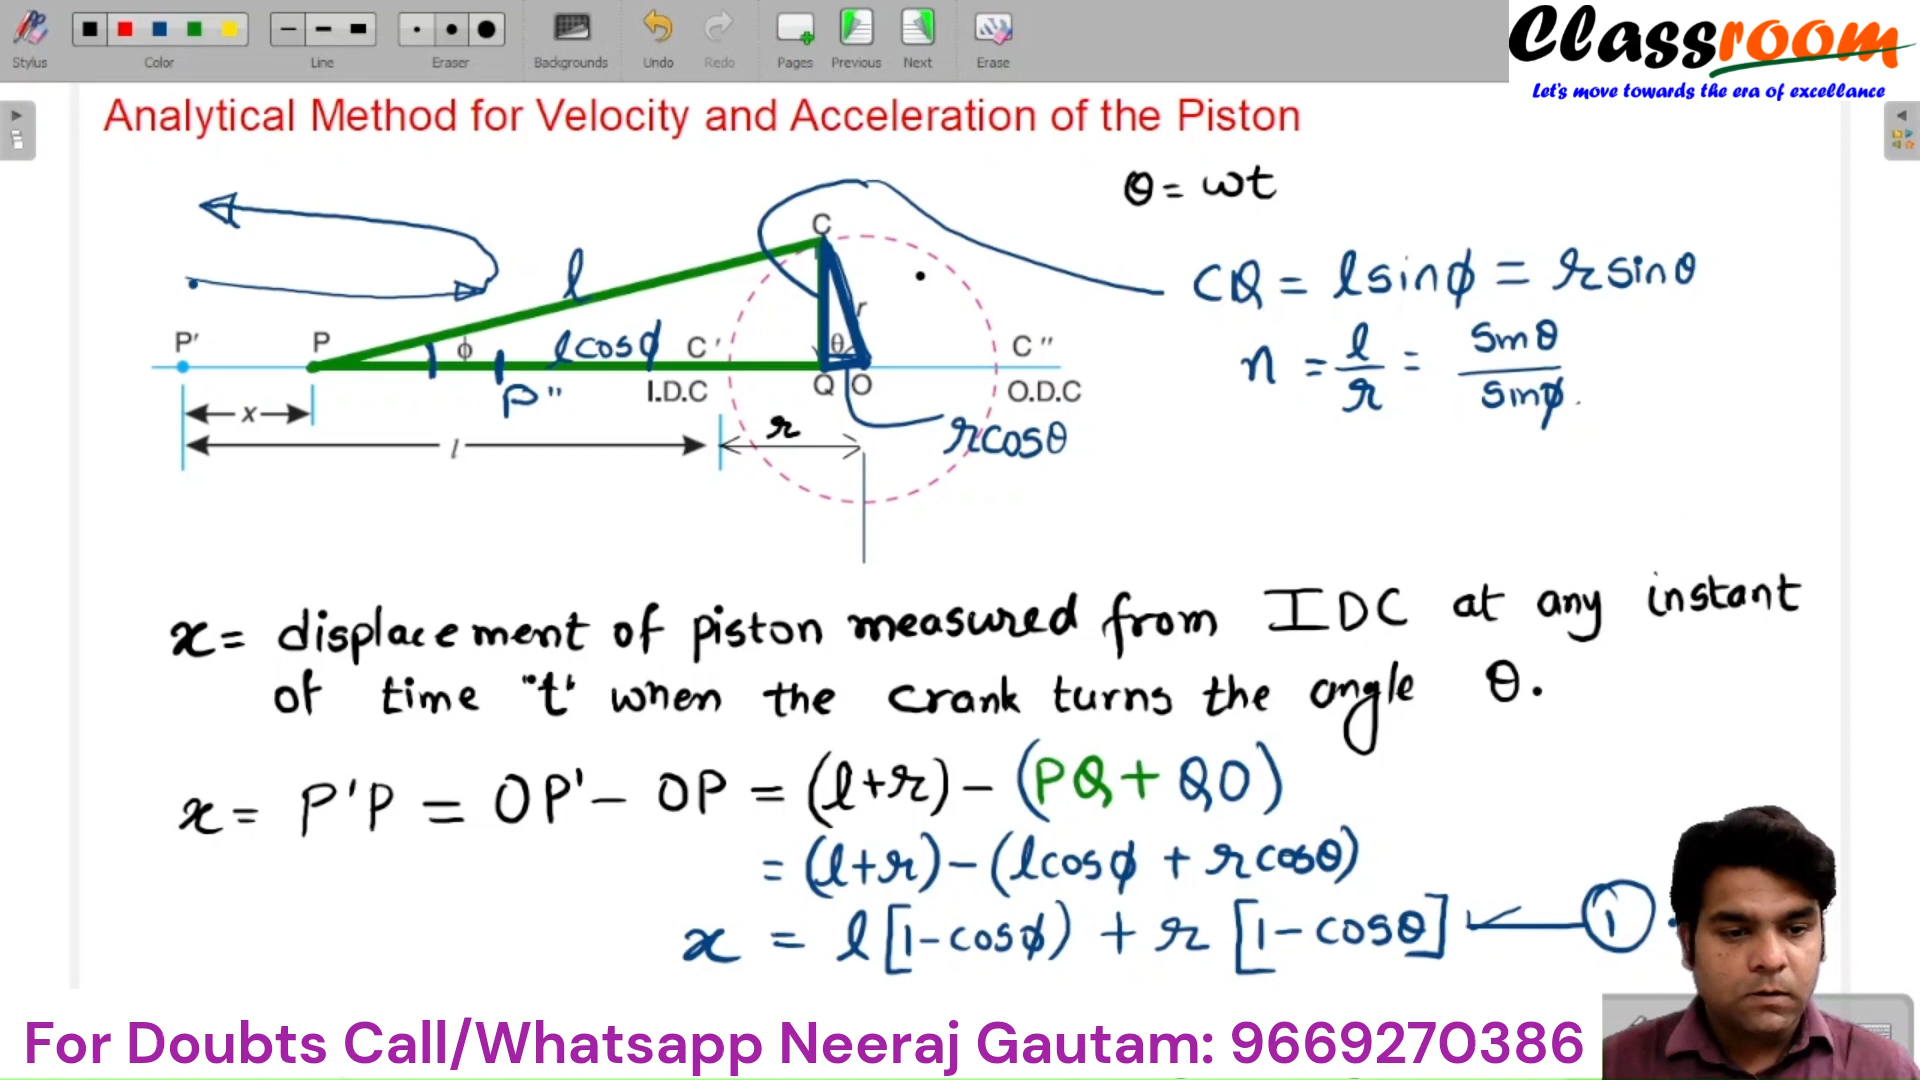 Stylus Color Line Eraser Backgrounds Undo Redo Pages Previous Next Erase
Classroom
Let's move towards the era of excellance
Analytical Method for Velocity and Acceleration of the Piston
θ = ωt
C
l
r
CQ = l sinφ = r sinθ
P' P φ l cosφ C' θ C"
n = l/r = sinθ/sinφ.
P" I.D.C Q O O.D.C
x
l r r cosθ
x = displacement of piston measured from IDC at any instant
of time "t" when the crank turns the angle θ.
x = P'P = OP' - OP = (l+r) - (PQ + QO)
= (l+r) - (l cosφ + r cosθ)
x = l[1-cosφ) + r [1-cosθ] 1
For Doubts Call/Whatsapp Neeraj Gautam: 9669270386